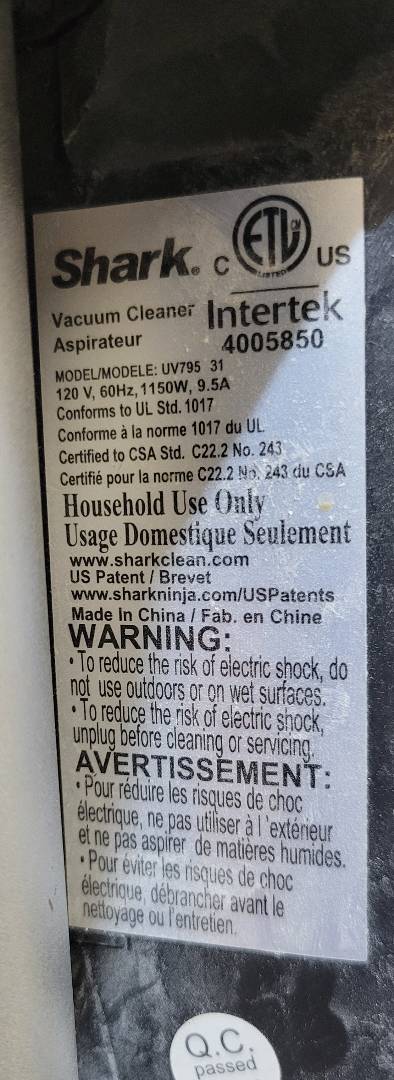 Shark®
C ETL CM LISTED US
Vacuum Cleaner
Aspirateur
Intertek
4005850
MODEL/MODELE: UV795 31
120 V, 60Hz, 1150W, 9.5A
Conforms to UL Std. 1017
Conforme à la norme 1017 du UL
Certified to CSA Std. C22.2 No. 243
Certifié pour la norme C22.2 No. 243 du CSA
Household Use Only
Usage Domestique Seulement
www.sharkclean.com
US Patent / Brevet
www.sharkninja.com/USPatents
Made In China / Fab. en Chine
WARNING:
• To reduce the risk of electric shock, do
not use outdoors or on wet surfaces.
• To reduce the risk of electric shock,
unplug before cleaning or servicing.
AVERTISSEMENT:
• Pour réduire les risques de choc
électrique, ne pas utiliser à l'extérieur
et ne pas aspirer de matières humides.
• Pour éviter les risques de choc
électrique, débrancher avant le
nettoyage ou l'entretien.
Q.C.
passed